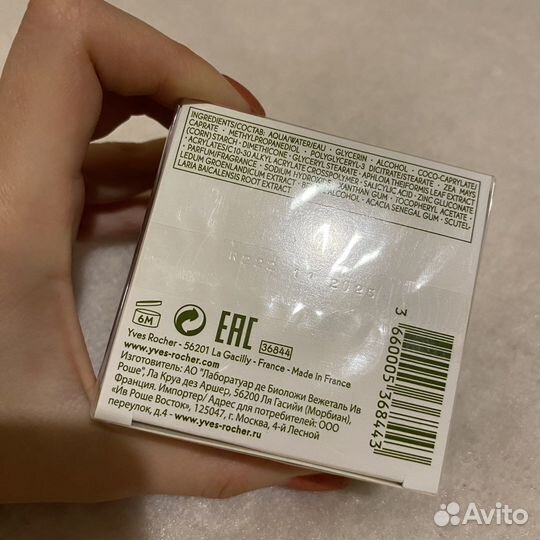 INGREDIENTS/СОСТАВ: AQUA/WATER/EAU • GLYCERIN • ALCOHOL • COCO-CAPRYLATE/
CAPRATE • METHYLPROPANEDIOL • POLYGLYCERYL-3 DICITRATE/STEARATE • ZEA MAYS
(CORN) STARCH • DIMETHICONE • GLYCERYL STEARATE • APHLOIA THEIFORMIS LEAF EXTRACT
• ACRYLATES/C10-30 ALKYL ACRYLATE CROSSPOLYMER • SALICYLIC ACID • ZINC GLUCONATE
• PARFUM/FRAGRANCE • SODIUM HYDROXIDE • XANTHAN GUM • TOCOPHERYL ACETATE •
LEDUM GROENLANDICUM EXTRACT • ALCOHOL • ACACIA SENEGAL GUM • SCUTEL-
LARIA BAICALENSIS ROOT EXTRACT
11 2025
6M
EAC
36844
Yves Rocher - 56201 La Gacilly - France - Made in France
www.yves-rocher.com
Изготовитель: АО "Лаборатуар де Биоложи Вежеталь Ив
Роше", Ла Круа дез Аршер, 56200 Ля Гасийи (Морбиан),
Франция. Импортер/ Адрес для потребителей: ООО
«Ив Роше Восток», 125047, г. Москва, 4-й Лесной
переулок, д.4 - www.yves-rocher.ru
3 660005 368443
Avito